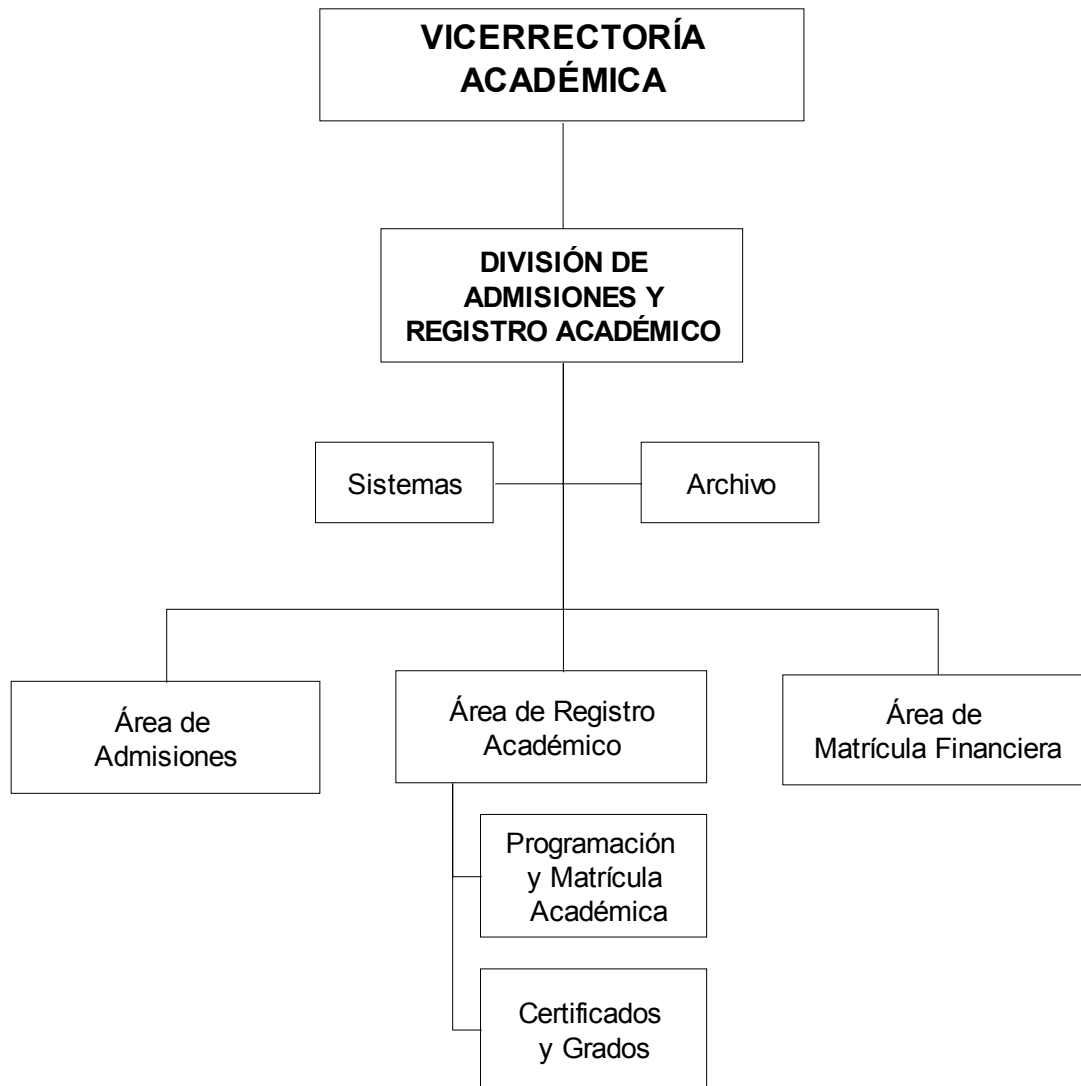 VICERRECTORÍA
ACADÉMICA
DIVISIÓN DE
ADMISIONES Y
REGISTRO ACADÉMICO
Sistemas
Archivo
Área de
Admisiones
Área de Registro
Académico
Área de
Matrícula Financiera
Programación
y Matrícula
Académica
Certificados
y Grados